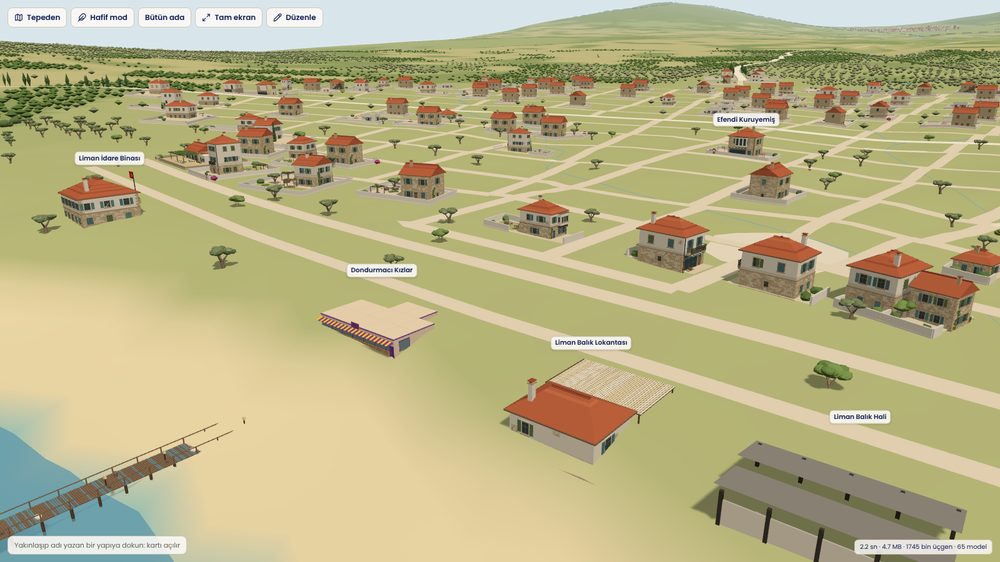 Tepeden
Hafif mod
Bütün ada
Tam ekran
Düzenle
Efendi Kuruyemiş
Liman İdare Binası
Dondurmacı Kızlar
Liman Balık Lokantası
Liman Balık Hali
Yakınlaşıp adı yazan bir yapıya dokun: kartı açılır
2.2 sn · 4.7 MB · 1745 bin üçgen · 65 model